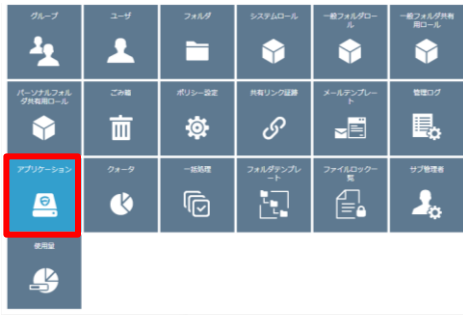 グループ
ユーザ
フォルダ
システムロール
一般フォルダロー
ル
一般フォルダ共有
用ロール
パーソナルフォル
ダ共有用ロール
ごみ箱
ポリシー設定
共有リンク証跡
メールテンプレー
ト
管理ログ
アプリケーション
クォータ
一括処理
フォルダテンプレ
ート
ファイルロック一
覧
サブ管理者
使用量